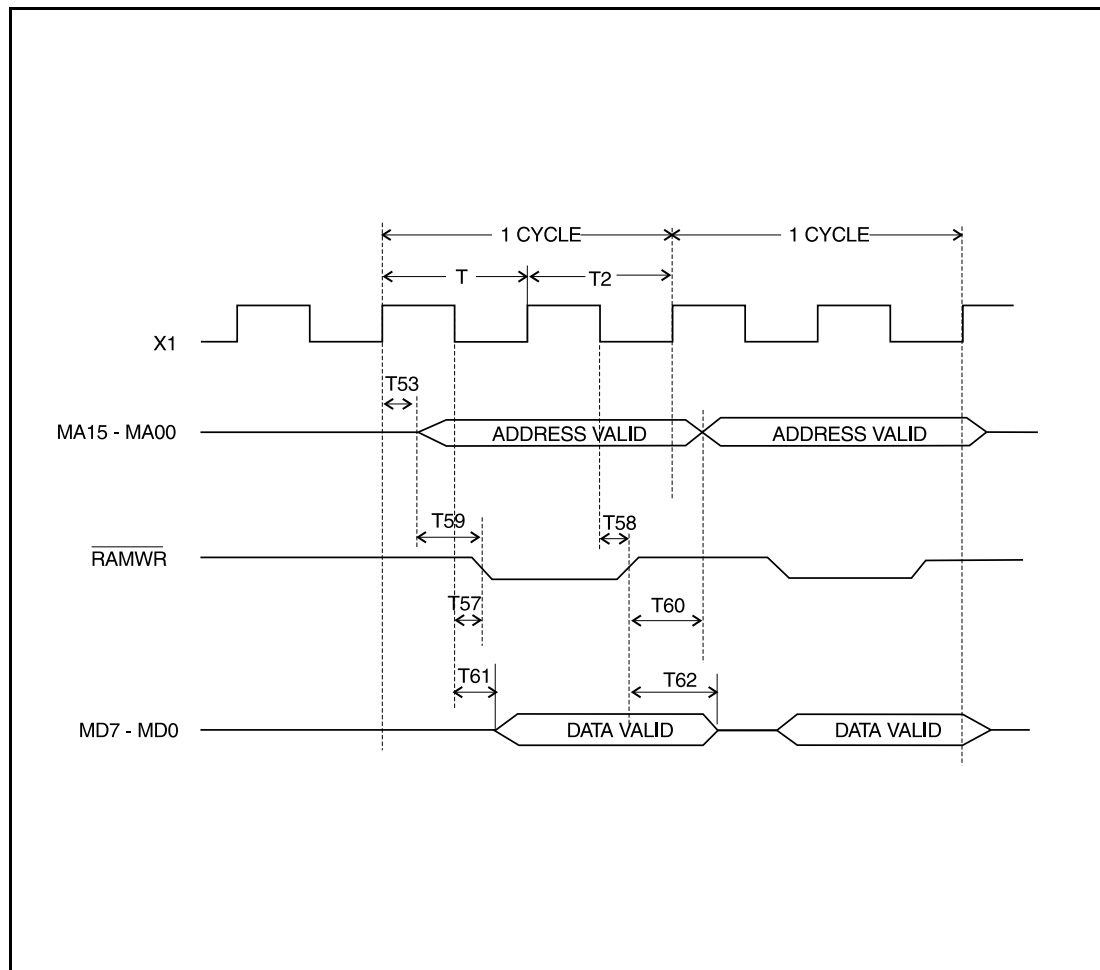 1 CYCLE 1 CYCLE
T T2
X1
T53
MA15 - MA00 ADDRESS VALID ADDRESS VALID
T59 T58
RAMWR
T57 T60
T61 T62
MD7 - MD0 DATA VALID DATA VALID